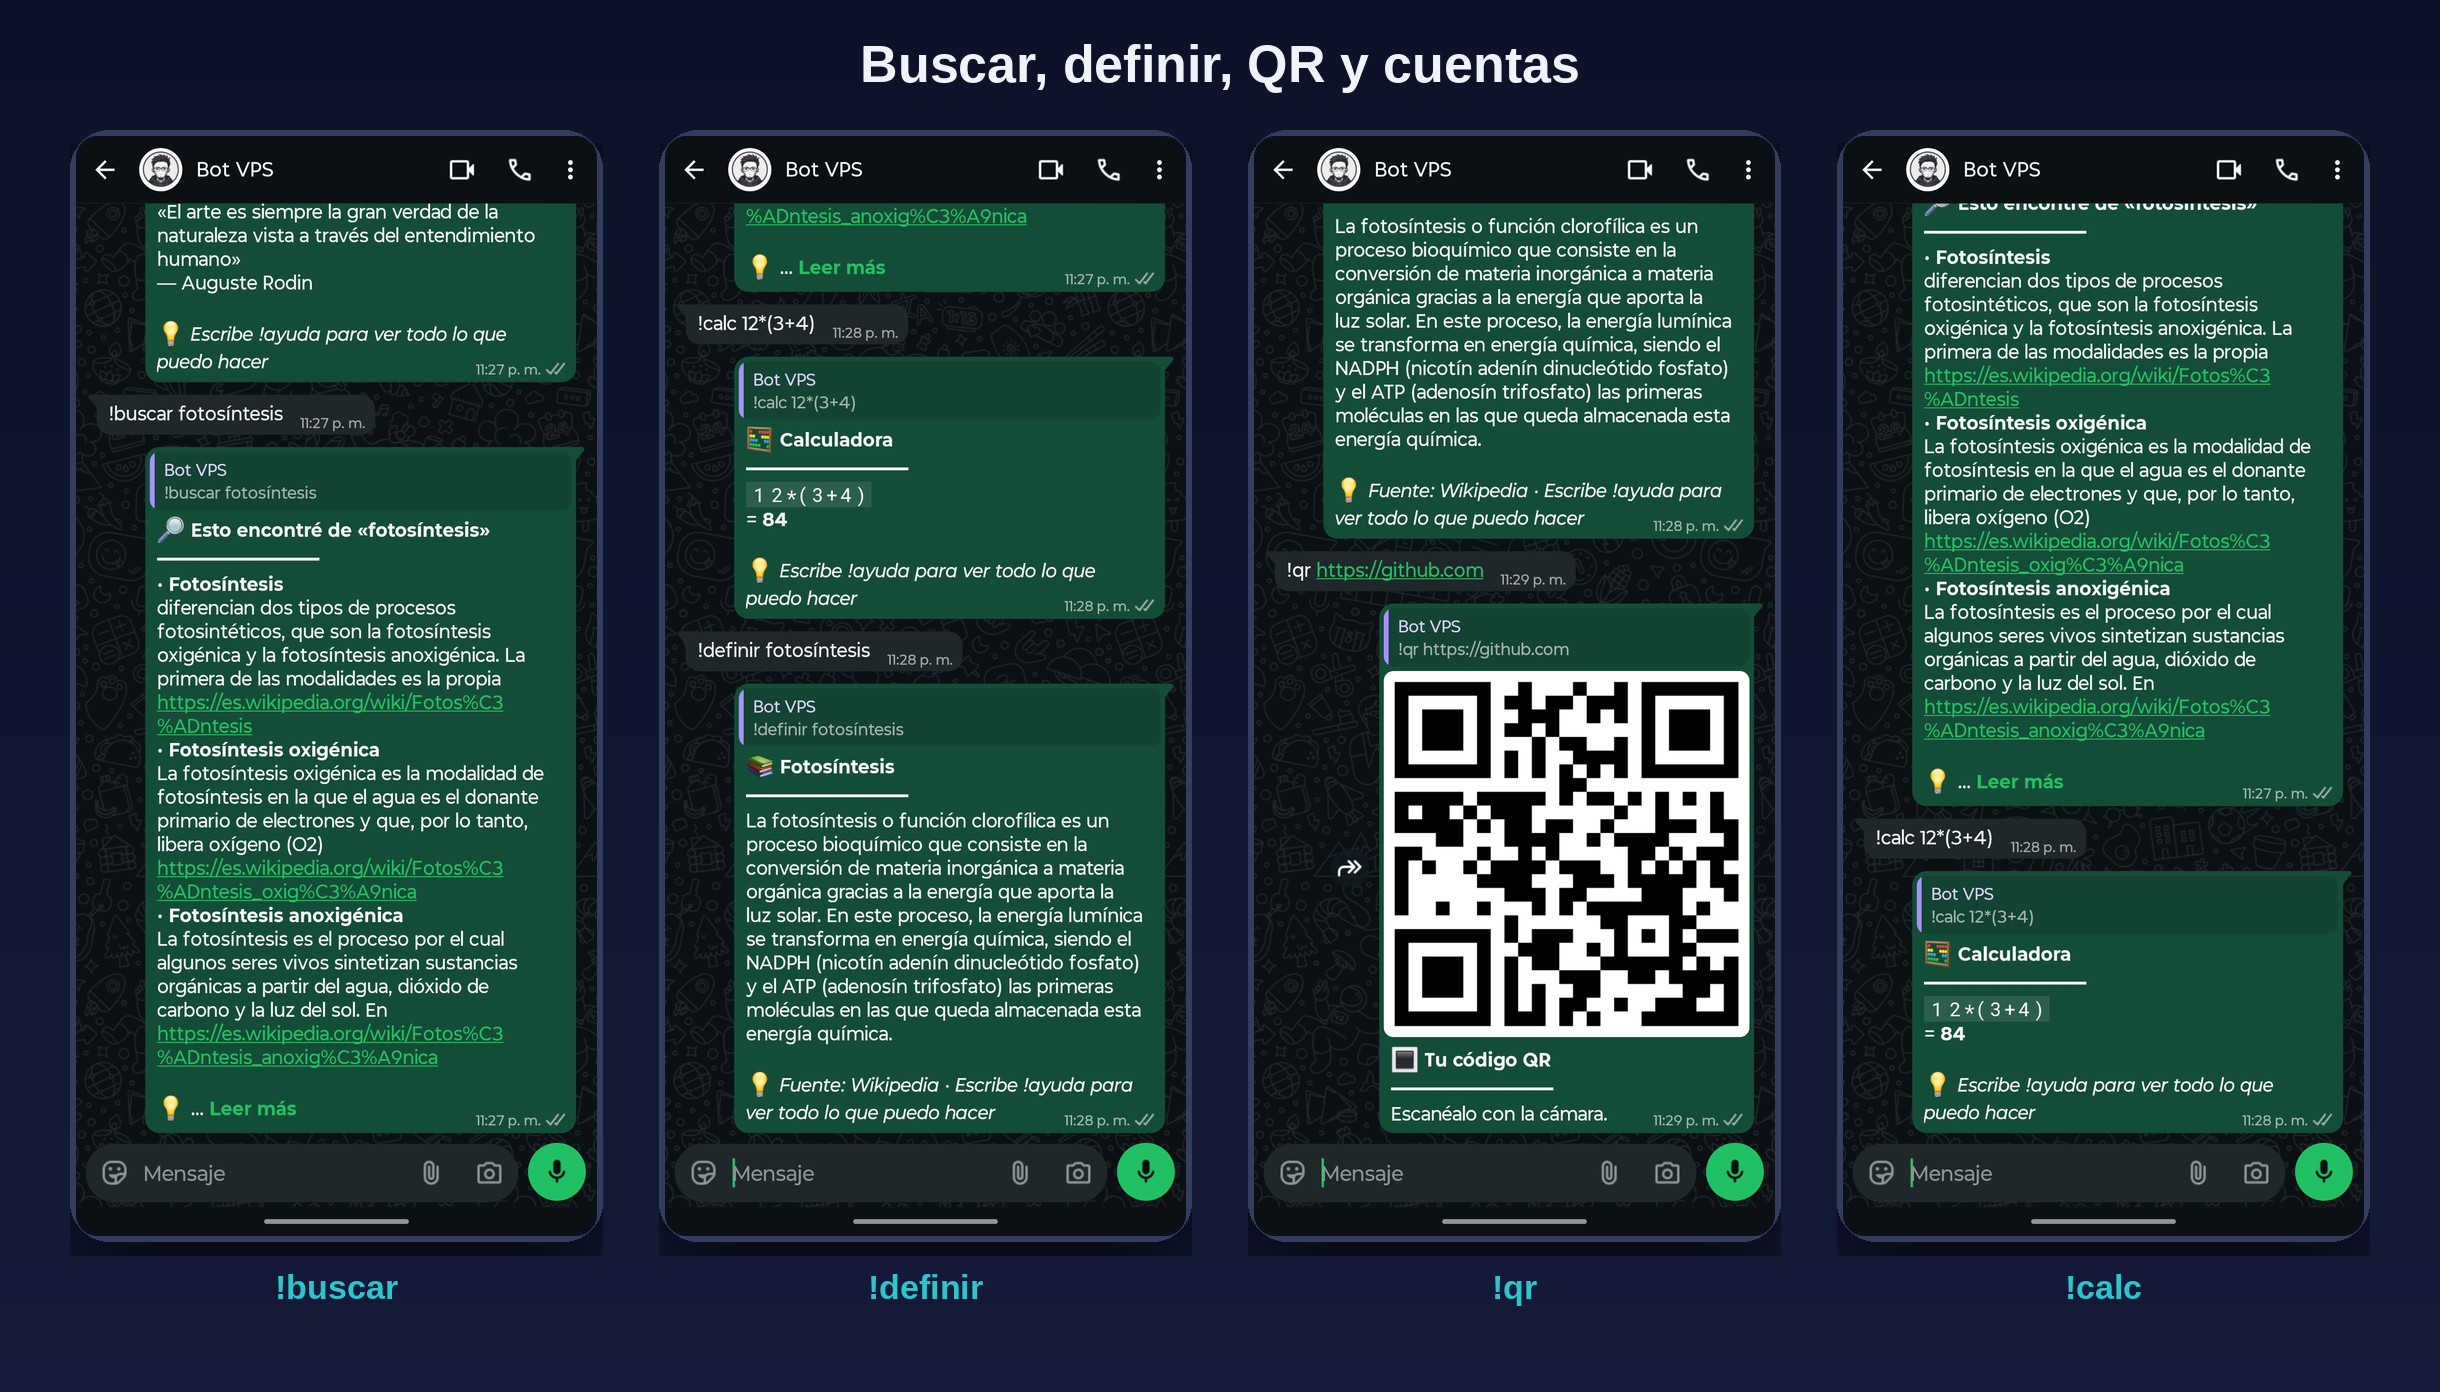 Buscar, definir, QR y cuentas
Bot VPS
«El arte es siempre la gran verdad de la
naturaleza vista a través del entendimiento
humano»
— Auguste Rodin
💡 Escribe !ayuda para ver todo lo que
puedo hacer
11:27 p. m.
!buscar fotosíntesis 11:27 p. m.
Bot VPS
!buscar fotosíntesis
🔎 Esto encontré de «fotosíntesis»
• Fotosíntesis
diferencian dos tipos de procesos
fotosintéticos, que son la fotosíntesis
oxigénica y la fotosíntesis anoxigénica. La
primera de las modalidades es la propia
https://es.wikipedia.org/wiki/Fotos%C3
%ADntesis
• Fotosíntesis oxigénica
La fotosíntesis oxigénica es la modalidad de
fotosíntesis en la que el agua es el donante
primario de electrones y que, por lo tanto,
libera oxígeno (O2)
https://es.wikipedia.org/wiki/Fotos%C3
%ADntesis_oxig%C3%A9nica
• Fotosíntesis anoxigénica
La fotosíntesis es el proceso por el cual
algunos seres vivos sintetizan sustancias
orgánicas a partir del agua, dióxido de
carbono y la luz del sol. En
https://es.wikipedia.org/wiki/Fotos%C3
%ADntesis_anoxig%C3%A9nica
💡 ... Leer más
11:27 p. m.
Mensaje
!buscar
Bot VPS
%ADntesis_anoxig%C3%A9nica
💡 ... Leer más
11:27 p. m.
!calc 12*(3+4) 11:28 p. m.
Bot VPS
!calc 12*(3+4)
🧮 Calculadora
12*(3+4)
= 84
💡 Escribe !ayuda para ver todo lo que
puedo hacer
11:28 p. m.
!definir fotosíntesis 11:28 p. m.
Bot VPS
!definir fotosíntesis
📚 Fotosíntesis
La fotosíntesis o función clorofílica es un
proceso bioquímico que consiste en la
conversión de materia inorgánica a materia
orgánica gracias a la energía que aporta la
luz solar. En este proceso, la energía lumínica
se transforma en energía química, siendo el
NADPH (nicotín adenín dinucleótido fosfato)
y el ATP (adenosín trifosfato) las primeras
moléculas en las que queda almacenada esta
energía química.
💡 Fuente: Wikipedia · Escribe !ayuda para
ver todo lo que puedo hacer
11:28 p. m.
Mensaje
!definir
Bot VPS
La fotosíntesis o función clorofílica es un
proceso bioquímico que consiste en la
conversión de materia inorgánica a materia
orgánica gracias a la energía que aporta la
luz solar. En este proceso, la energía lumínica
se transforma en energía química, siendo el
NADPH (nicotín adenín dinucleótido fosfato)
y el ATP (adenosín trifosfato) las primeras
moléculas en las que queda almacenada esta
energía química.
💡 Fuente: Wikipedia · Escribe !ayuda para
ver todo lo que puedo hacer
11:28 p. m.
!qr https://github.com 11:29 p. m.
Bot VPS
!qr https://github.com
🔳 Tu código QR
Escanéalo con la cámara.
11:29 p. m.
Mensaje
!qr
Bot VPS
🔎 Esto encontré de «fotosíntesis»
• Fotosíntesis
diferencian dos tipos de procesos
fotosintéticos, que son la fotosíntesis
oxigénica y la fotosíntesis anoxigénica. La
primera de las modalidades es la propia
https://es.wikipedia.org/wiki/Fotos%C3
%ADntesis
• Fotosíntesis oxigénica
La fotosíntesis oxigénica es la modalidad de
fotosíntesis en la que el agua es el donante
primario de electrones y que, por lo tanto,
libera oxígeno (O2)
https://es.wikipedia.org/wiki/Fotos%C3
%ADntesis_oxig%C3%A9nica
• Fotosíntesis anoxigénica
La fotosíntesis es el proceso por el cual
algunos seres vivos sintetizan sustancias
orgánicas a partir del agua, dióxido de
carbono y la luz del sol. En
https://es.wikipedia.org/wiki/Fotos%C3
%ADntesis_anoxig%C3%A9nica
💡 ... Leer más
11:27 p. m.
!calc 12*(3+4) 11:28 p. m.
Bot VPS
!calc 12*(3+4)
🧮 Calculadora
12*(3+4)
= 84
💡 Escribe !ayuda para ver todo lo que
puedo hacer
11:28 p. m.
Mensaje
!calc